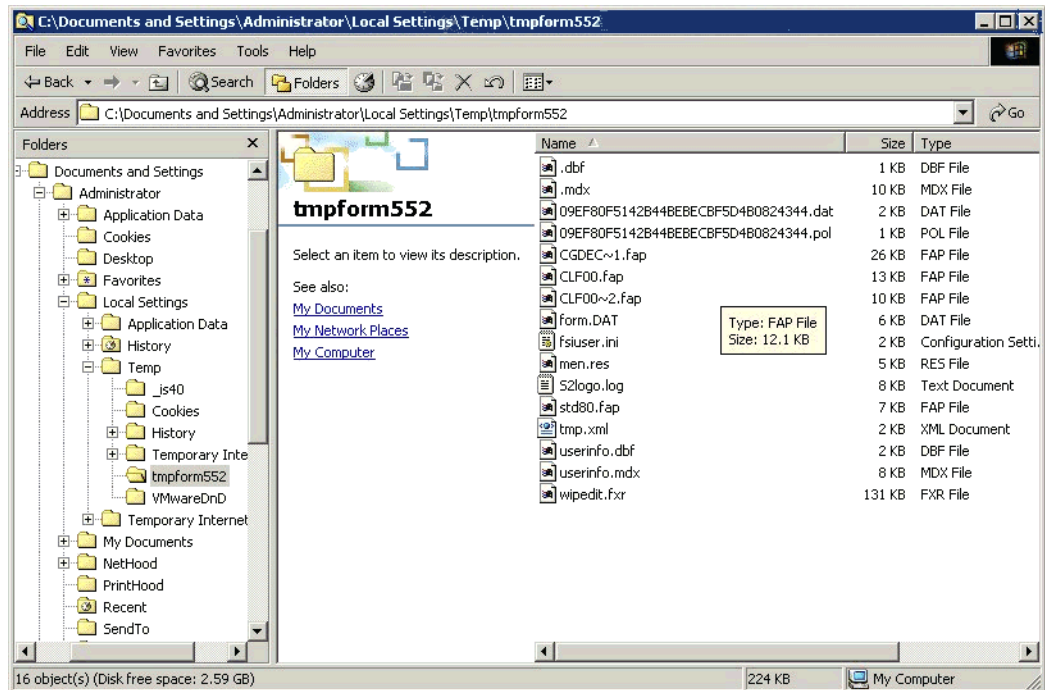 C:\Documents and Settings\Administrator\Local Settings\Temp\tmpform552
File Edit View Favorites Tools Help
Back Search Folders
Address C:\Documents and Settings\Administrator\Local Settings\Temp\tmpform552 Go
Folders
Documents and Settings
Administrator
Application Data
Cookies
Desktop
Favorites
Local Settings
Application Data
History
Temp
_is40
Cookies
History
Temporary Inte
tmpform552
VMwareDnD
Temporary Internet
My Documents
NetHood
PrintHood
Recent
SendTo
tmpform552
Select an item to view its description.
See also:
My Documents
My Network Places
My Computer
Name Size Type
.dbf 1 KB DBF File
.mdx 10 KB MDX File
09EF80F5142B44BEBECBF5D4B0824344.dat 2 KB DAT File
09EF80F5142B44BEBECBF5D4B0824344.pol 1 KB POL File
CGDEC~1.fap 26 KB FAP File
CLF00.fap 13 KB FAP File
CLF00~2.fap 10 KB FAP File
form.DAT 6 KB DAT File
fsiuser.ini 2 KB Configuration Setti.
men.res 5 KB RES File
S2logo.log 8 KB Text Document
std80.fap 7 KB FAP File
tmp.xml 2 KB XML Document
userinfo.dbf 2 KB DBF File
userinfo.mdx 8 KB MDX File
wipedit.fxr 131 KB FXR File
Type: FAP File
Size: 12.1 KB
16 object(s) (Disk free space: 2.59 GB) 224 KB My Computer